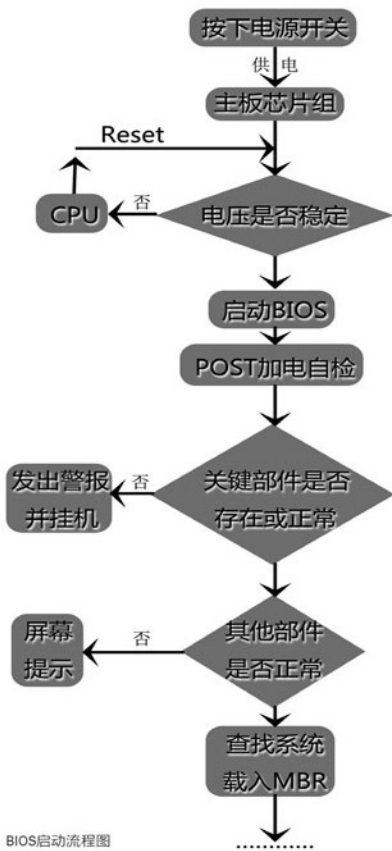 按下电源开关
供 电
主板芯片组
Reset
CPU
否
电压是否稳定
启动BIOS
POST加电自检
发出警报
并挂机
否
关键部件是否
存在或正常
屏幕
提示
否
其他部件
是否正常
查找系统
载入MBR
BIOS启动流程图
............